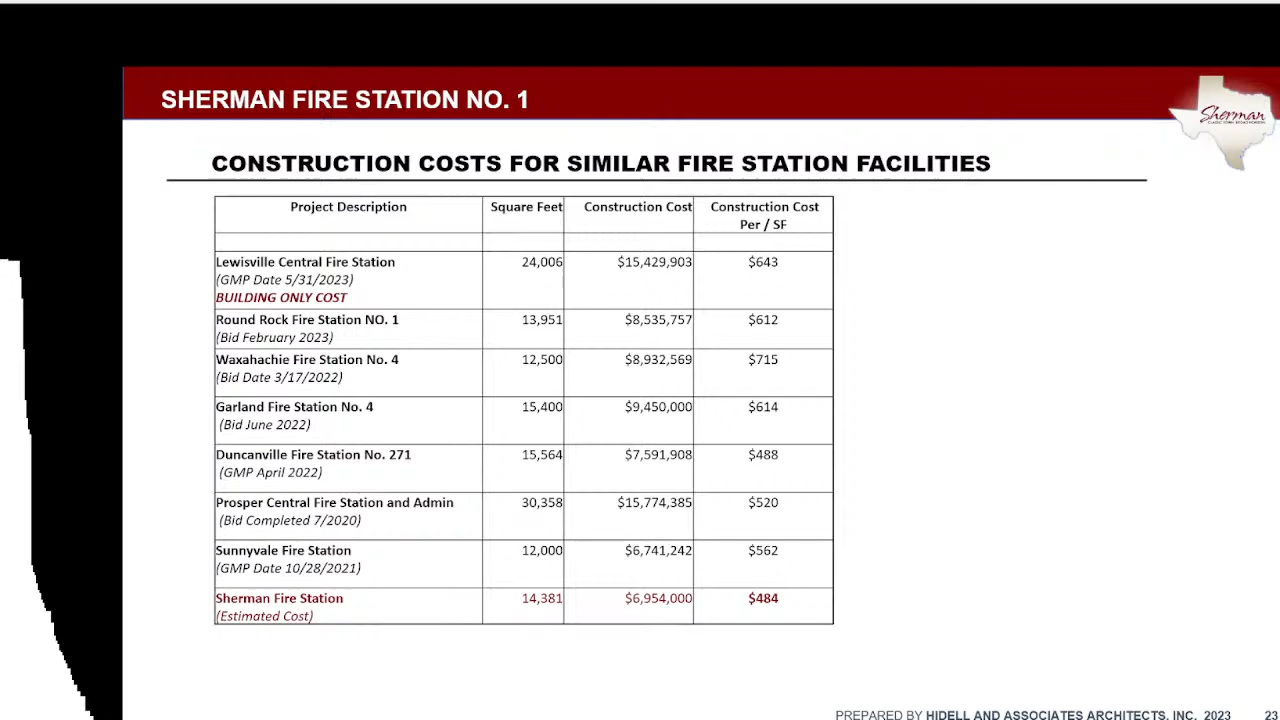 SHERMAN FIRE STATION NO. 1
Sherman
CONSTRUCTION COSTS FOR SIMILAR FIRE STATION FACILITIES
Project Description Square Feet Construction Cost Construction Cost
Per / SF
Lewisville Central Fire Station 24,006 $15,429,903 $643
(GMP Date 5/31/2023)
BUILDING ONLY COST
Round Rock Fire Station NO. 1 13,951 $8,535,757 $612
(Bid February 2023)
Waxahachie Fire Station No. 4 12,500 $8,932,569 $715
(Bid Date 3/17/2022)
Garland Fire Station No. 4 15,400 $9,450,000 $614
(Bid June 2022)
Duncanville Fire Station No. 271 15,564 $7,591,908 $488
(GMP April 2022)
Prosper Central Fire Station and Admin 30,358 $15,774,385 $520
(Bid Completed 7/2020)
Sunnyvale Fire Station 12,000 $6,741,242 $562
(GMP Date 10/28/2021)
Sherman Fire Station 14,381 $6,954,000 $484
(Estimated Cost)
PREPARED BY HIDELL AND ASSOCIATES ARCHITECTS, INC. 2023 23